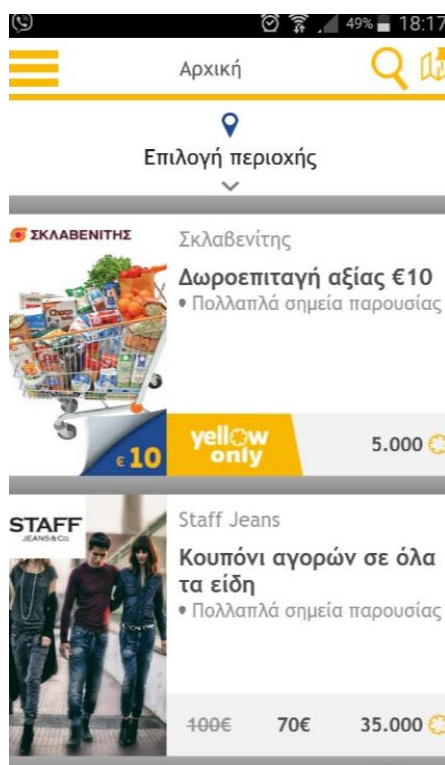 49% 18:17
Αρχική
Επιλογή περιοχής
ΣΚΛΑΒΕΝΙΤΗΣ
Σκλαβενίτης
Δωροεπιταγή αξίας €10
• Πολλαπλά σημεία παρουσίας
Choco
€ 10
yellow
only
5.000
STAFF
JEANS&CO.
Staff Jeans
Κουπόνι αγορών σε όλα
τα είδη
• Πολλαπλά σημεία παρουσίας
100€ 70€ 35.000